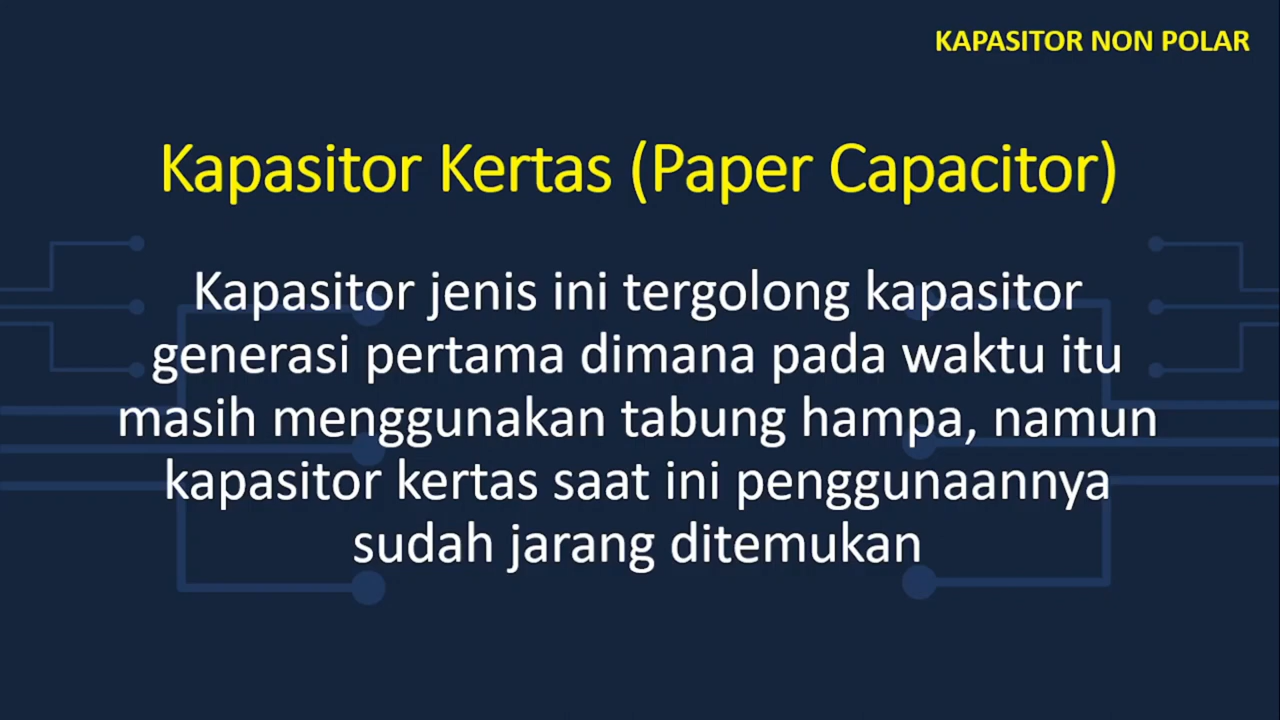 KAPASITOR NON POLAR
Kapasitor Kertas (Paper Capacitor)
Kapasitor jenis ini tergolong kapasitor
generasi pertama dimana pada waktu itu
masih menggunakan tabung hampa, namun
kapasitor kertas saat ini penggunaannya
sudah jarang ditemukan